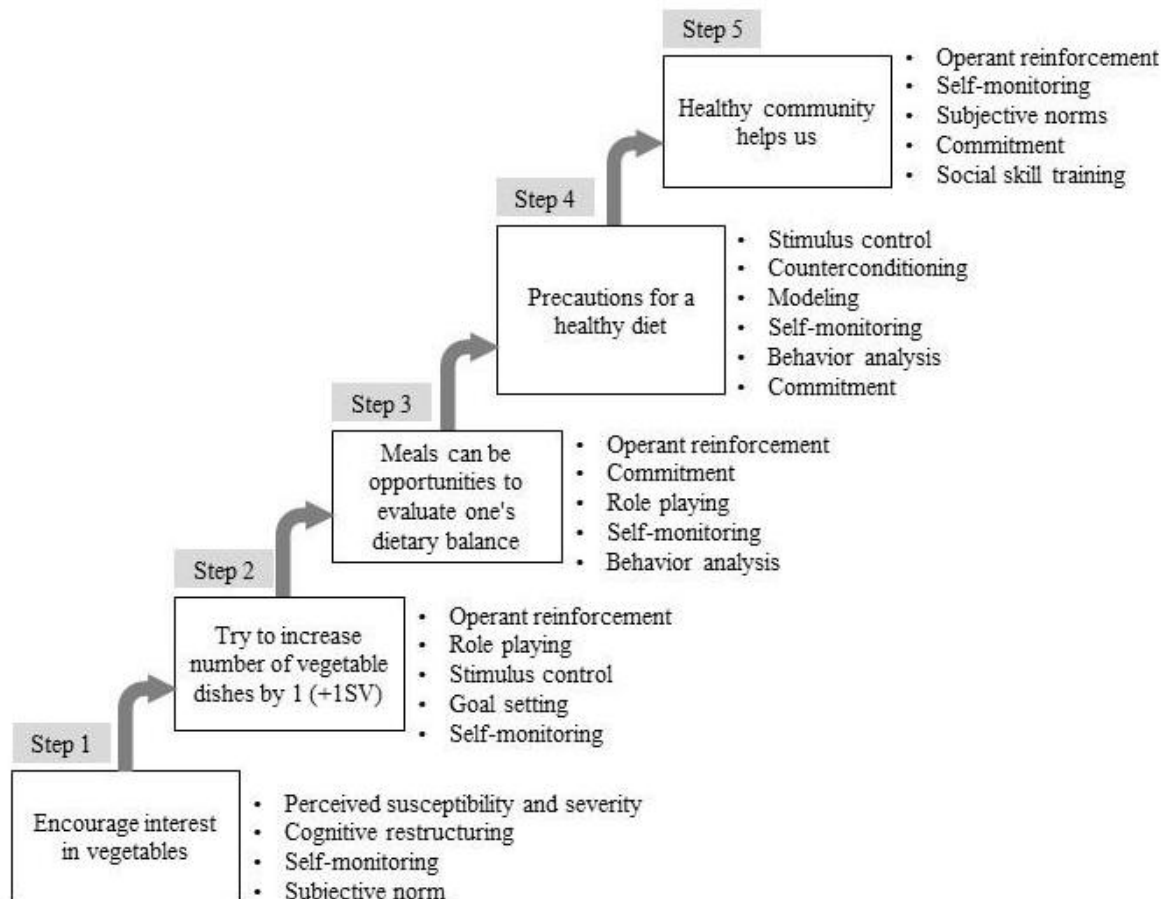 Step 5
Healthy community
helps us
• Operant reinforcement
• Self-monitoring
• Subjective norms
• Commitment
• Social skill training
Step 4
Precautions for a
healthy diet
• Stimulus control
• Counterconditioning
• Modeling
• Self-monitoring
• Behavior analysis
• Commitment
Step 3
Meals can be
opportunities to
evaluate one's
dietary balance
• Operant reinforcement
• Commitment
• Role playing
• Self-monitoring
• Behavior analysis
Step 2
Try to increase
number of vegetable
dishes by 1 (+1SV)
• Operant reinforcement
• Role playing
• Stimulus control
• Goal setting
• Self-monitoring
Step 1
Encourage interest
in vegetables
• Perceived susceptibility and severity
• Cognitive restructuring
• Self-monitoring
• Subjective norm